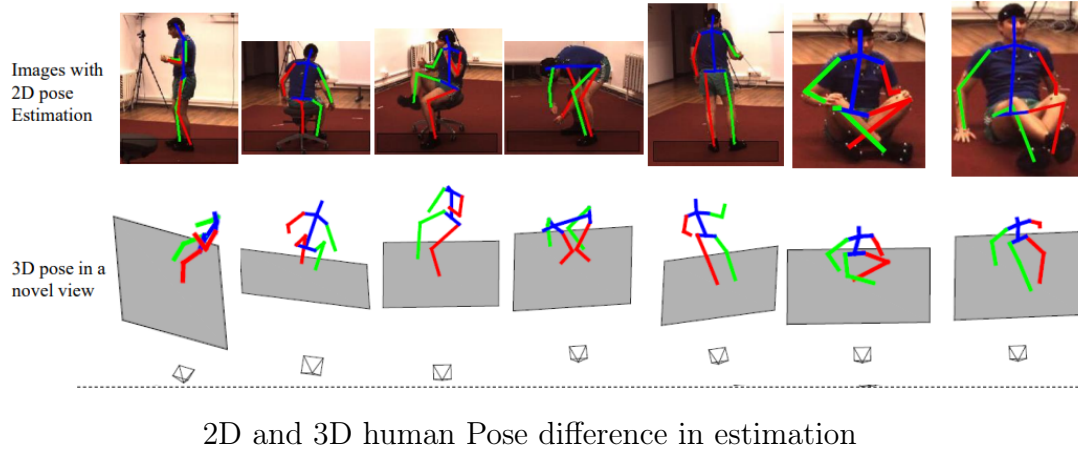 Images with
2D pose
Estimation
3D pose in a
novel view
2D and 3D human Pose difference in estimation